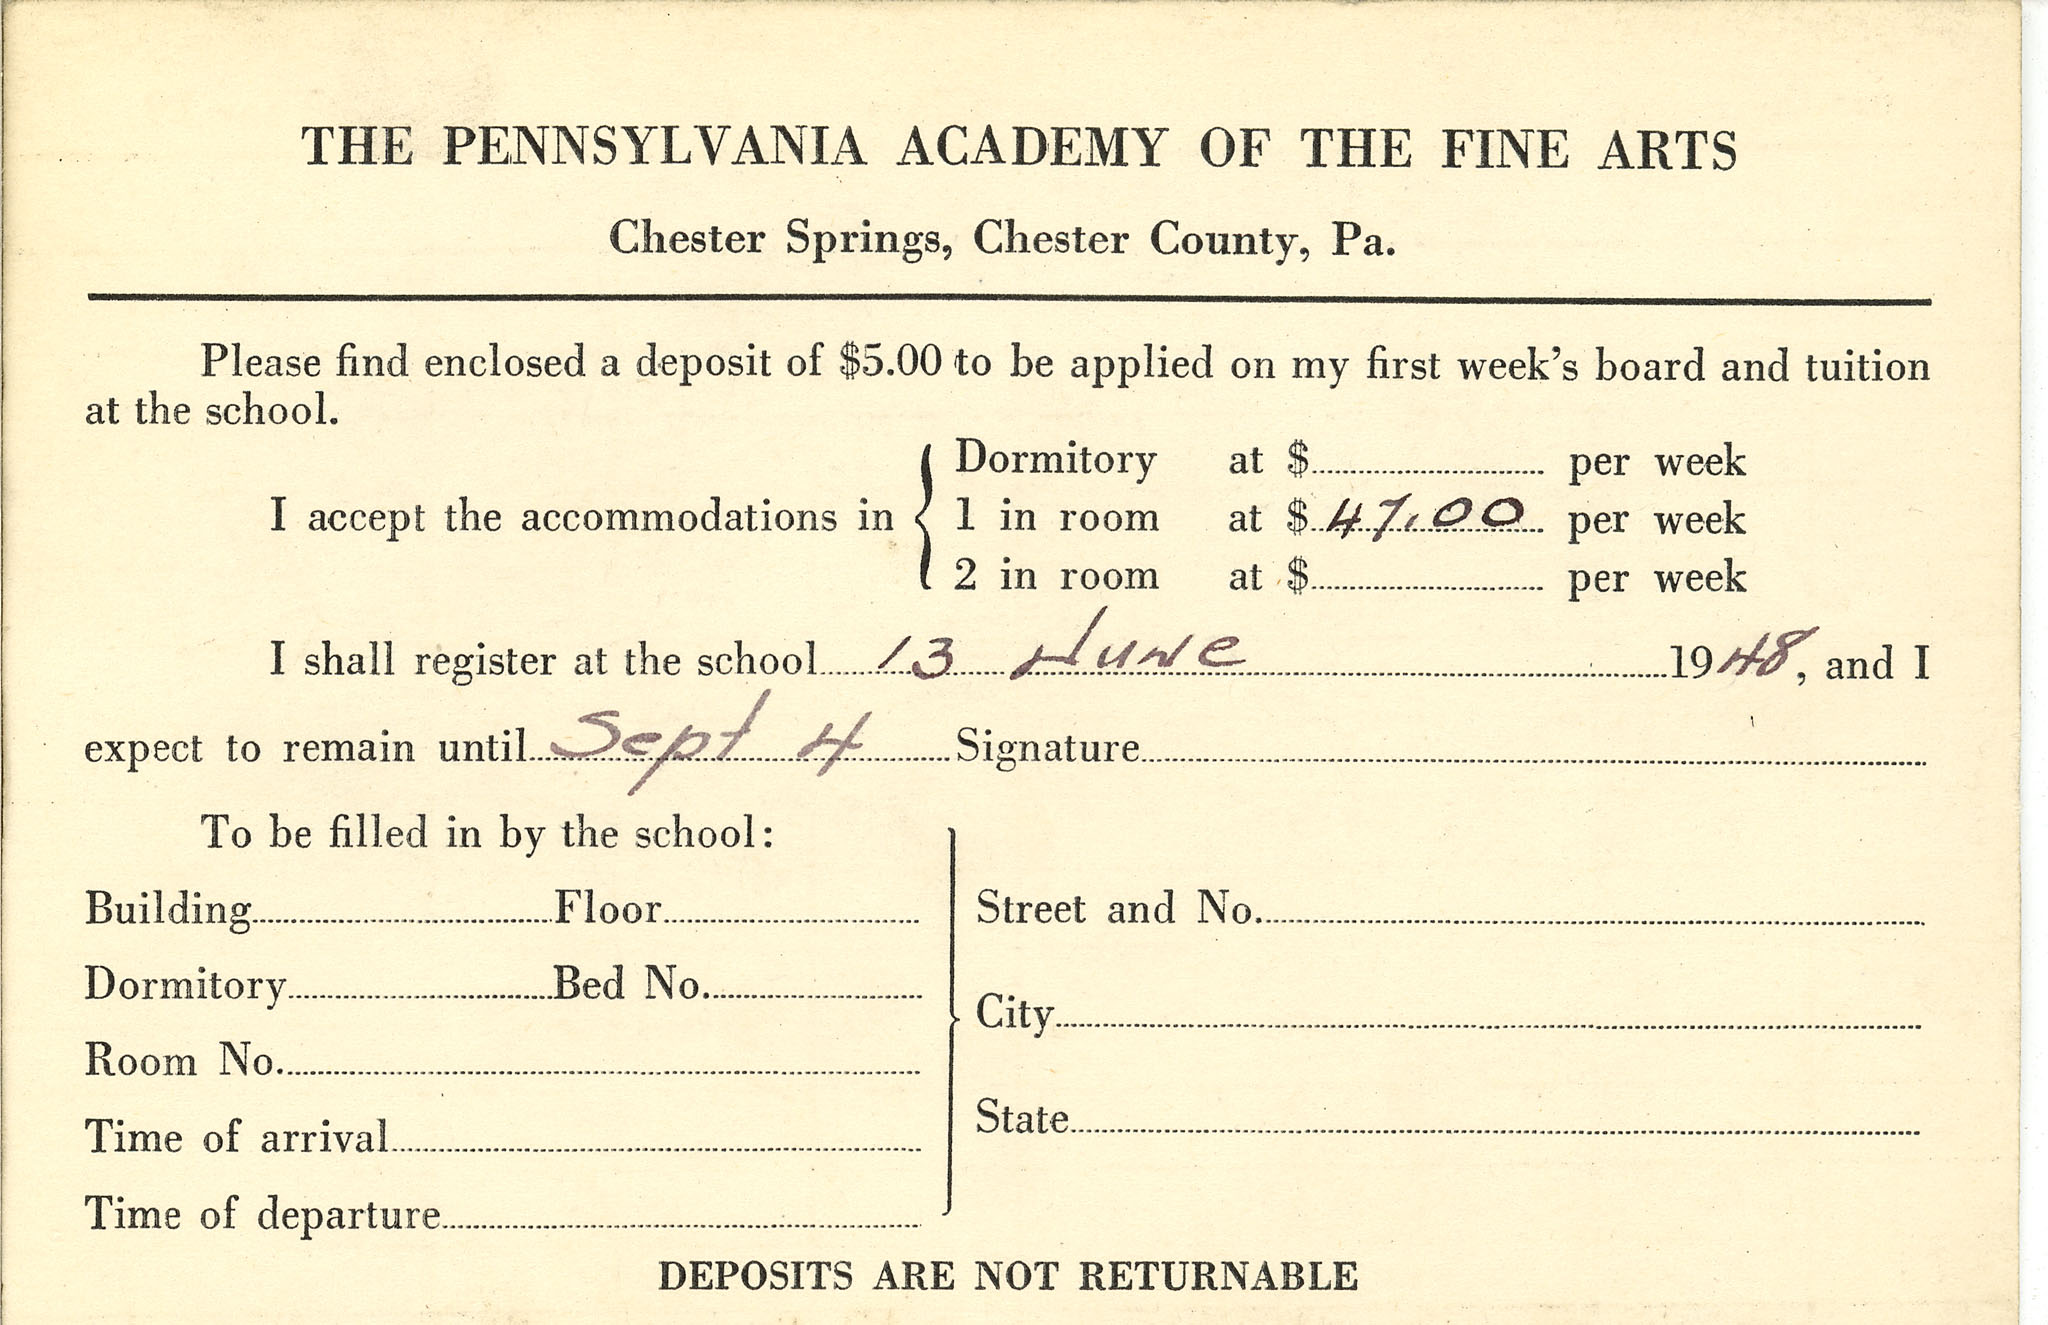 THE PENNSYLVANIA ACADEMY OF THE FINE ARTS
Chester Springs, Chester County, Pa.
Please find enclosed a deposit of $5.00 to be applied on my first week's board and tuition
at the school.
Dormitory at $ per week
I accept the accommodations in { 1 in room at $ 47.00 per week
2 in room at $ per week
I shall register at the school 13 June 1948, and I
expect to remain until Sept 4 Signature
To be filled in by the school:
Building Floor
Dormitory Bed No.
Room No.
Time of arrival
Time of departure
Street and No.
City
State
DEPOSITS ARE NOT RETURNABLE